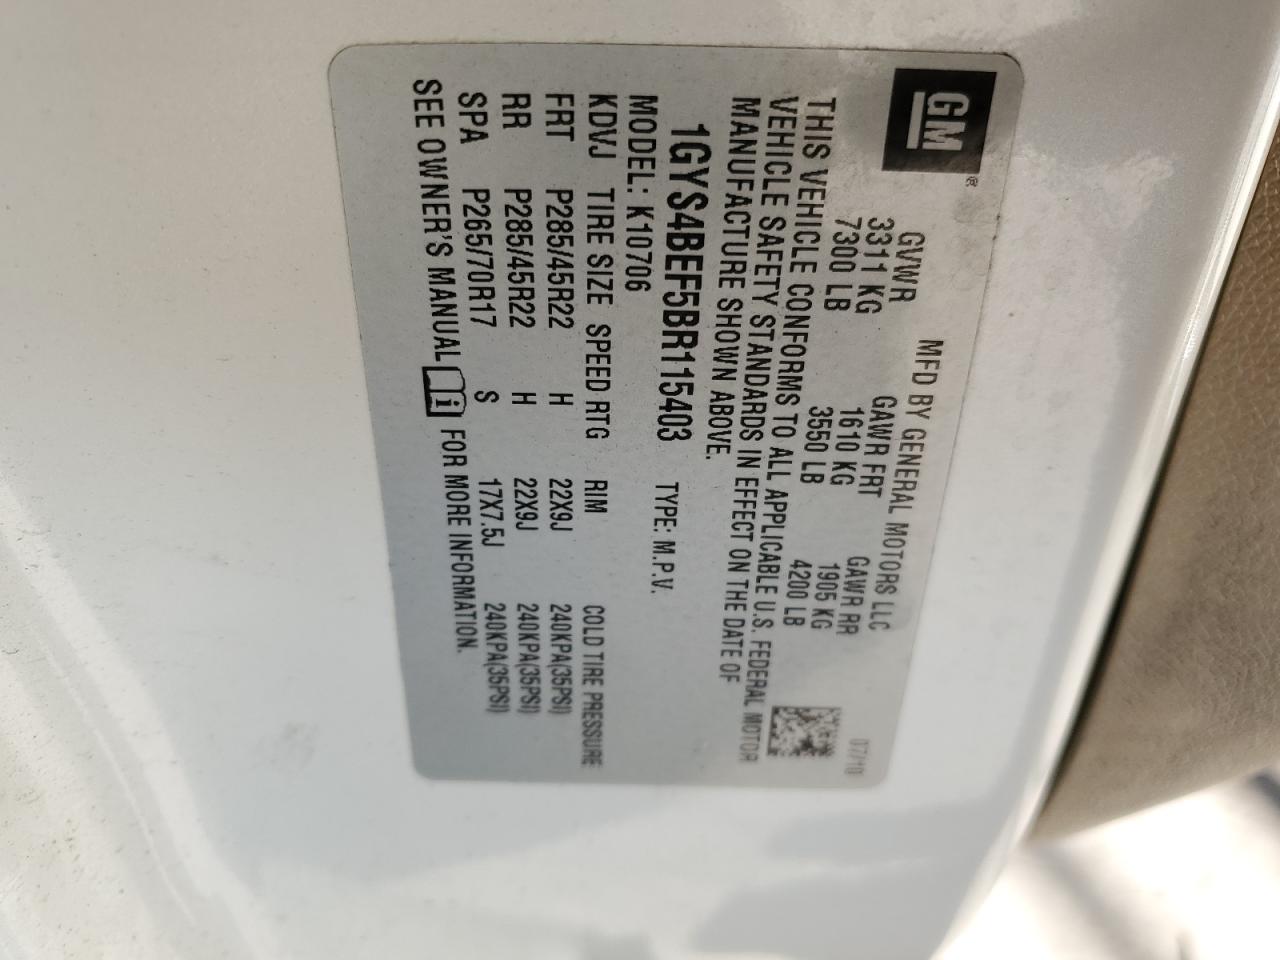 GM®
MFD BY GENERAL MOTORS LLC 07/10
GVWR GAWR FRT GAWR RR
3311 KG 1610 KG 1905 KG
7300 LB 3550 LB 4200 LB
THIS VEHICLE CONFORMS TO ALL APPLICABLE U.S. FEDERAL MOTOR
VEHICLE SAFETY STANDARDS IN EFFECT ON THE DATE OF
MANUFACTURE SHOWN ABOVE.
1GYS4BEF5BR115403 TYPE: M.P.V.
MODEL: K10706
KDVJ TIRE SIZE SPEED RTG RIM COLD TIRE PRESSURE
FRT P285/45R22 H 22X9J 240KPA(35PSI)
RR P285/45R22 H 22X9J 240KPA(35PSI)
SPA P265/70R17 S 17X7.5J 240KPA(35PSI)
SEE OWNER'S MANUAL i FOR MORE INFORMATION.